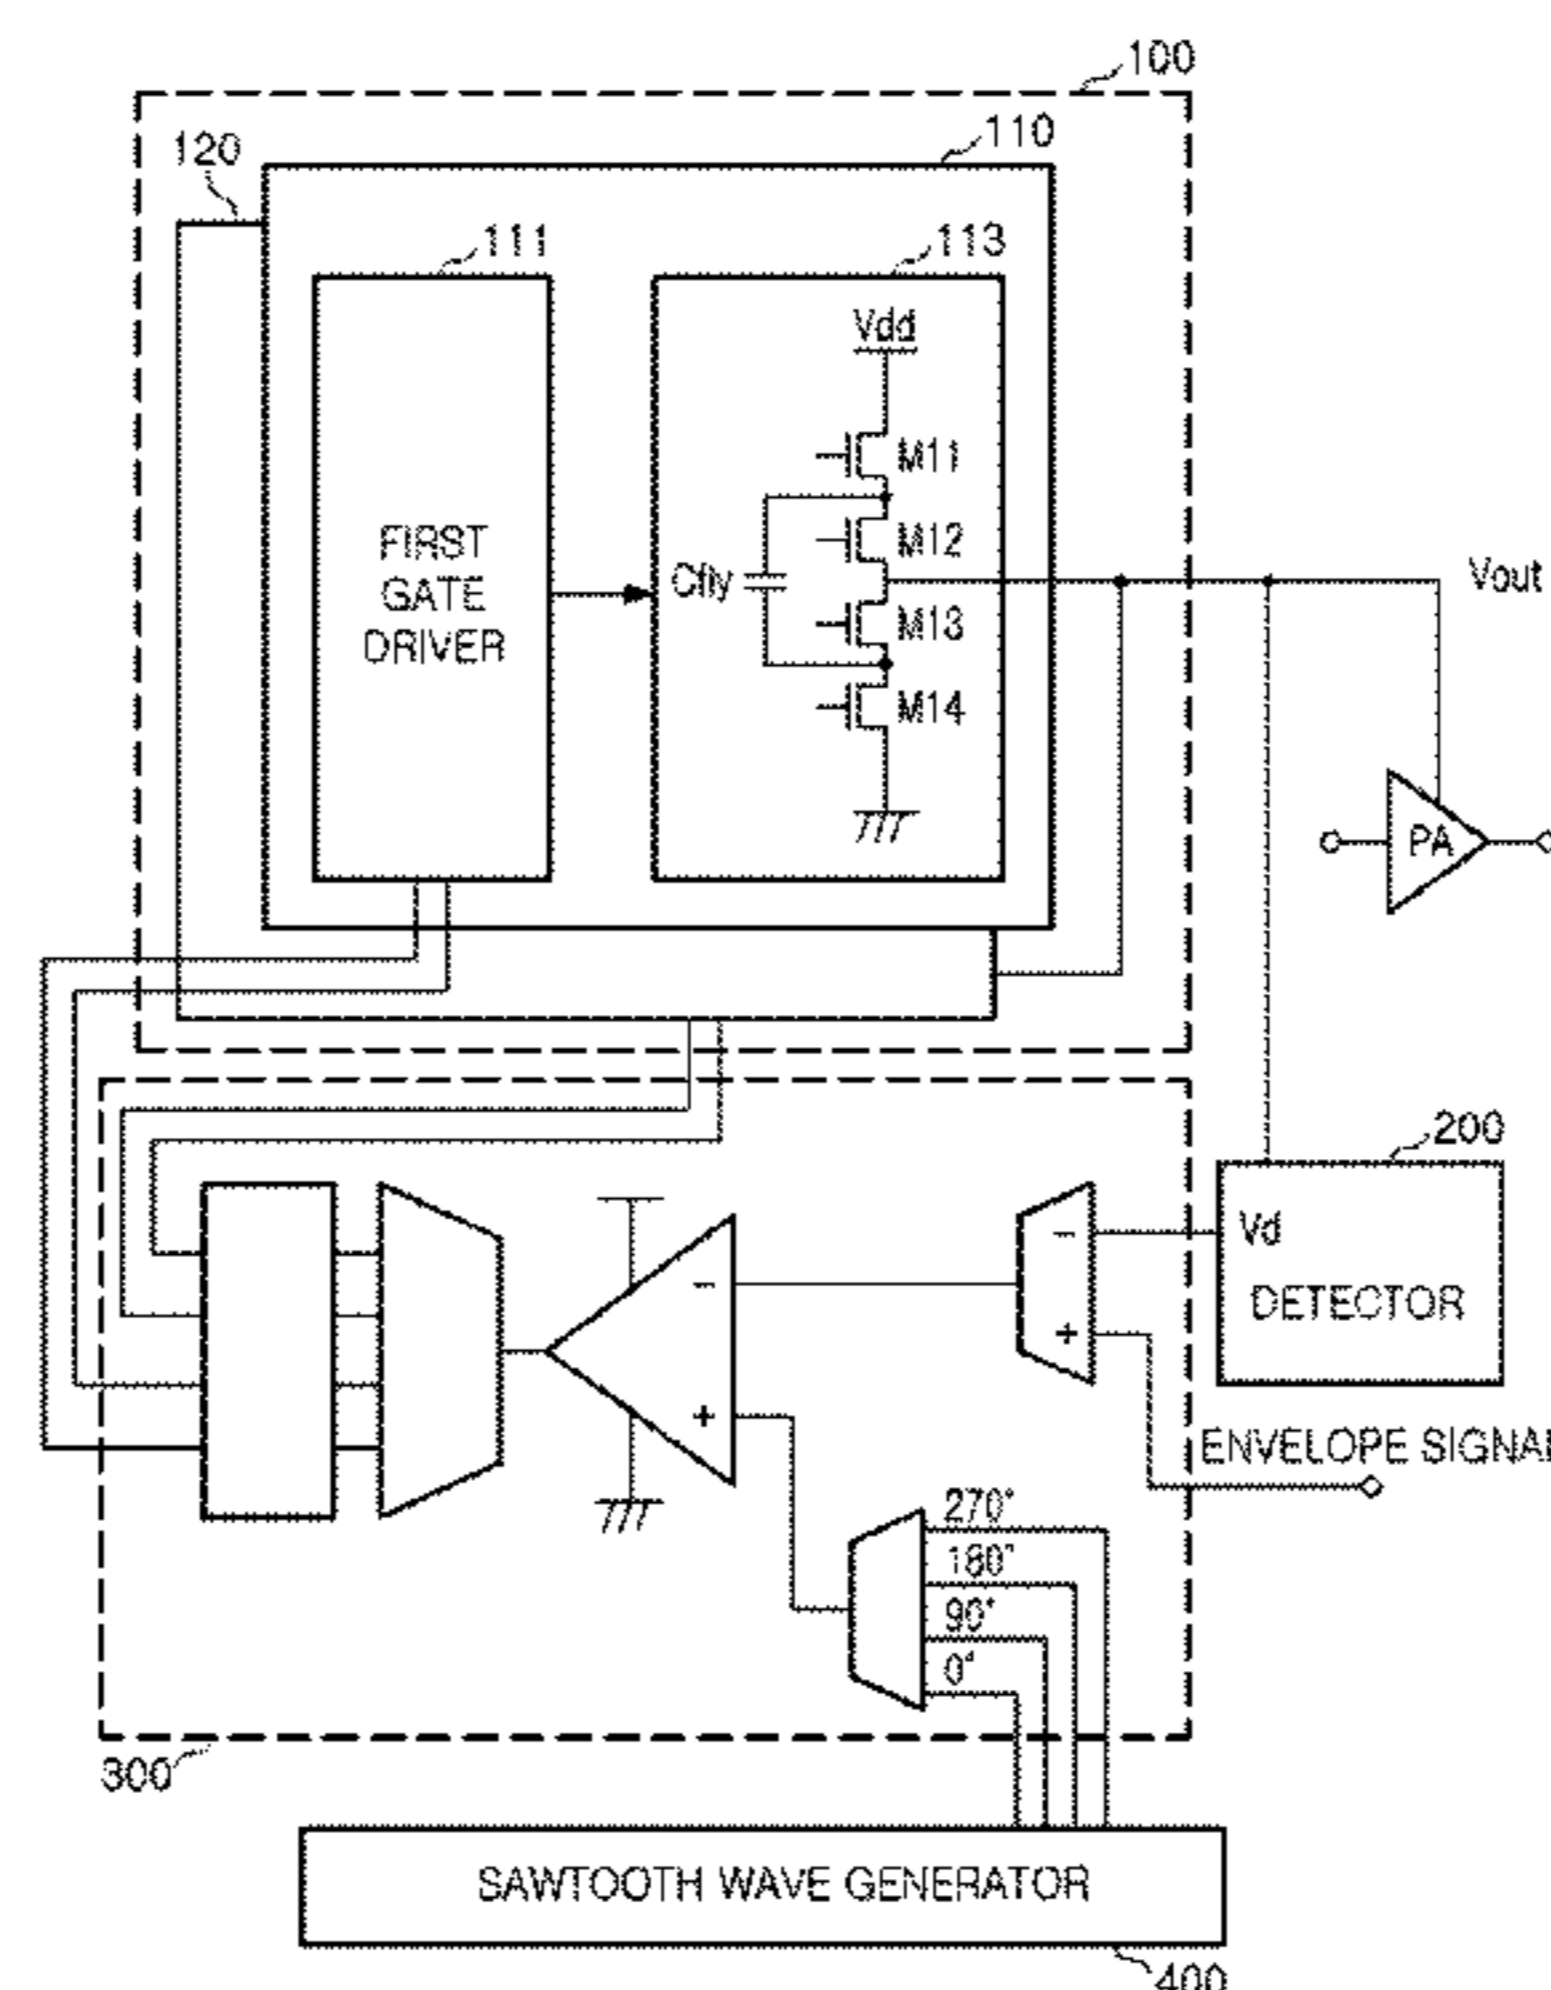 100
110
120
111
113
Vdd
M11
M12
Cfly
M13
M14
FIRST
GATE
DRIVER
Vout
PA
200
Vd
DETECTOR
−
+
−
+
ENVELOPE SIGNAL
270°
180°
90°
0°
300
SAWTOOTH WAVE GENERATOR
400